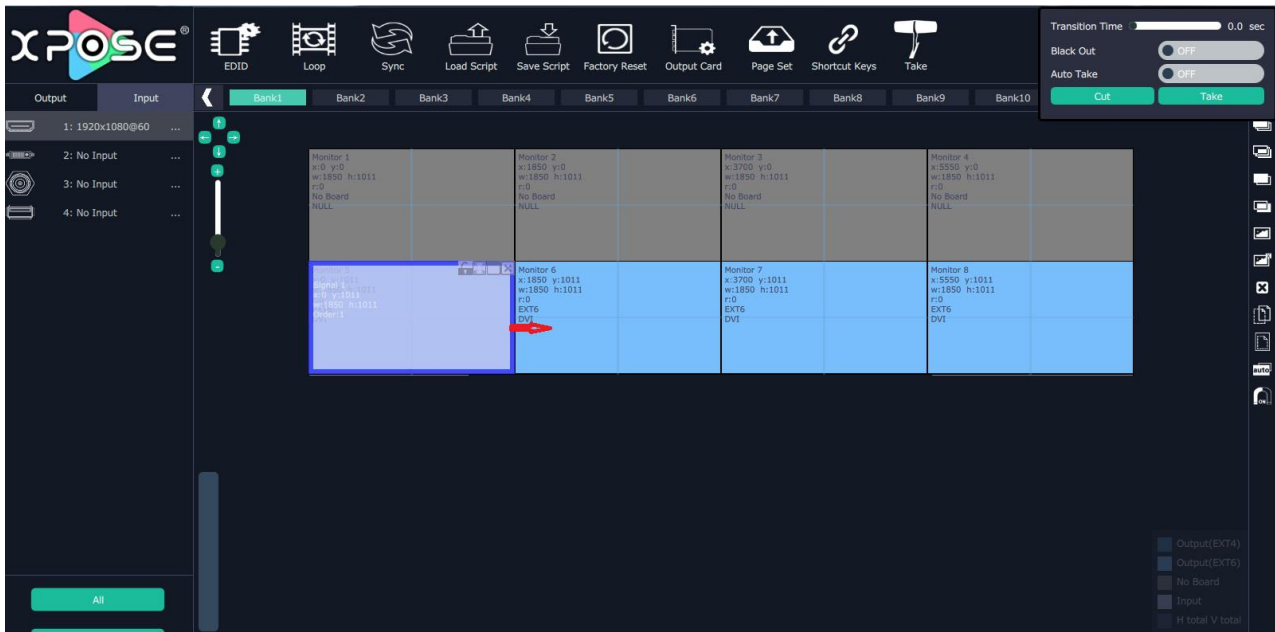 XPOSE®
EDID
Loop
Sync
Load Script
Save Script
Factory Reset
Output Card
Page Set
Shortcut Keys
Take
Transition Time
0.0 sec
Black Out
OFF
Auto Take
OFF
Cut
Take
Output
Input
Bank1
Bank2
Bank3
Bank4
Bank5
Bank6
Bank7
Bank8
Bank9
Bank10
1: 1920x1080@60 ...
2: No Input ...
3: No Input ...
4: No Input ...
Monitor 1
x:0 y:0
w:1850 h:1011
r:0
No Board
NULL
Monitor 2
x:1850 y:0
w:1850 h:1011
r:0
No Board
NULL
Monitor 3
x:3700 y:0
w:1850 h:1011
r:0
No Board
NULL
Monitor 4
x:5550 y:0
w:1850 h:1011
r:0
No Board
NULL
Signal 1
x:0 y:1011
w:1850 h:1011
Order:1
Monitor 6
x:1850 y:1011
w:1850 h:1011
r:0
EXT6
DVI
Monitor 7
x:3700 y:1011
w:1850 h:1011
r:0
EXT6
DVI
Monitor 8
x:5550 y:1011
w:1850 h:1011
r:0
EXT6
DVI
auto
ON
Output(EXT4)
Output(EXT6)
No Board
Input
H total V total
All